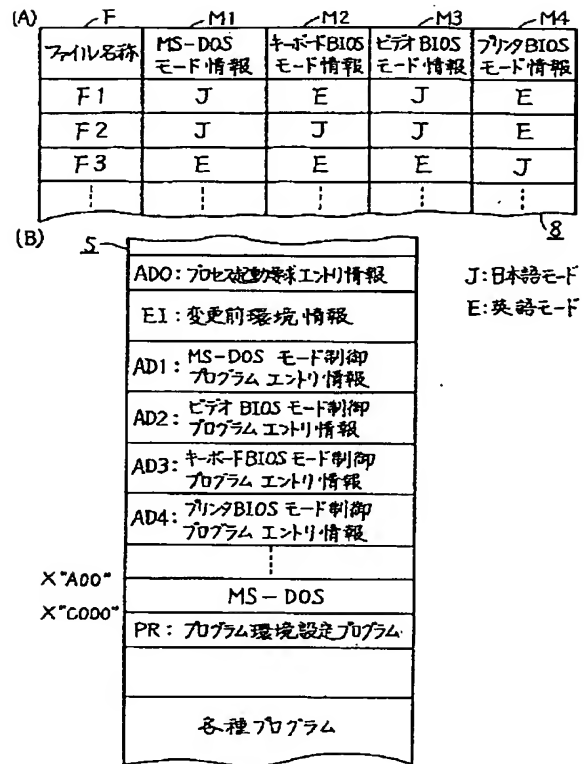 (A) F M1 M2 M3 M4
ファイル名称 MS-DOS モード情報 キーボードBIOS モード情報 ビデオBIOS モード情報 プリンタBIOS モード情報
F1 J E J E
F2 J J J E
F3 E E E J
8
(B) 5
AD0:プロセス起動要求エントリ情報
J:日本語モード
EI:変更前環境情報
E:英語モード
AD1:MS-DOS モード制御
プログラム エントリ情報
AD2:ビデオ BIOS モード制御
プログラム エントリ情報
AD3:キーボードBIOS モード制御
プログラム エントリ情報
AD4:プリンタBIOS モード制御
プログラム エントリ情報
X"A00"
MS-DOS
X"C000"
PR:プログラム環境設定プログラム
各種プログラム